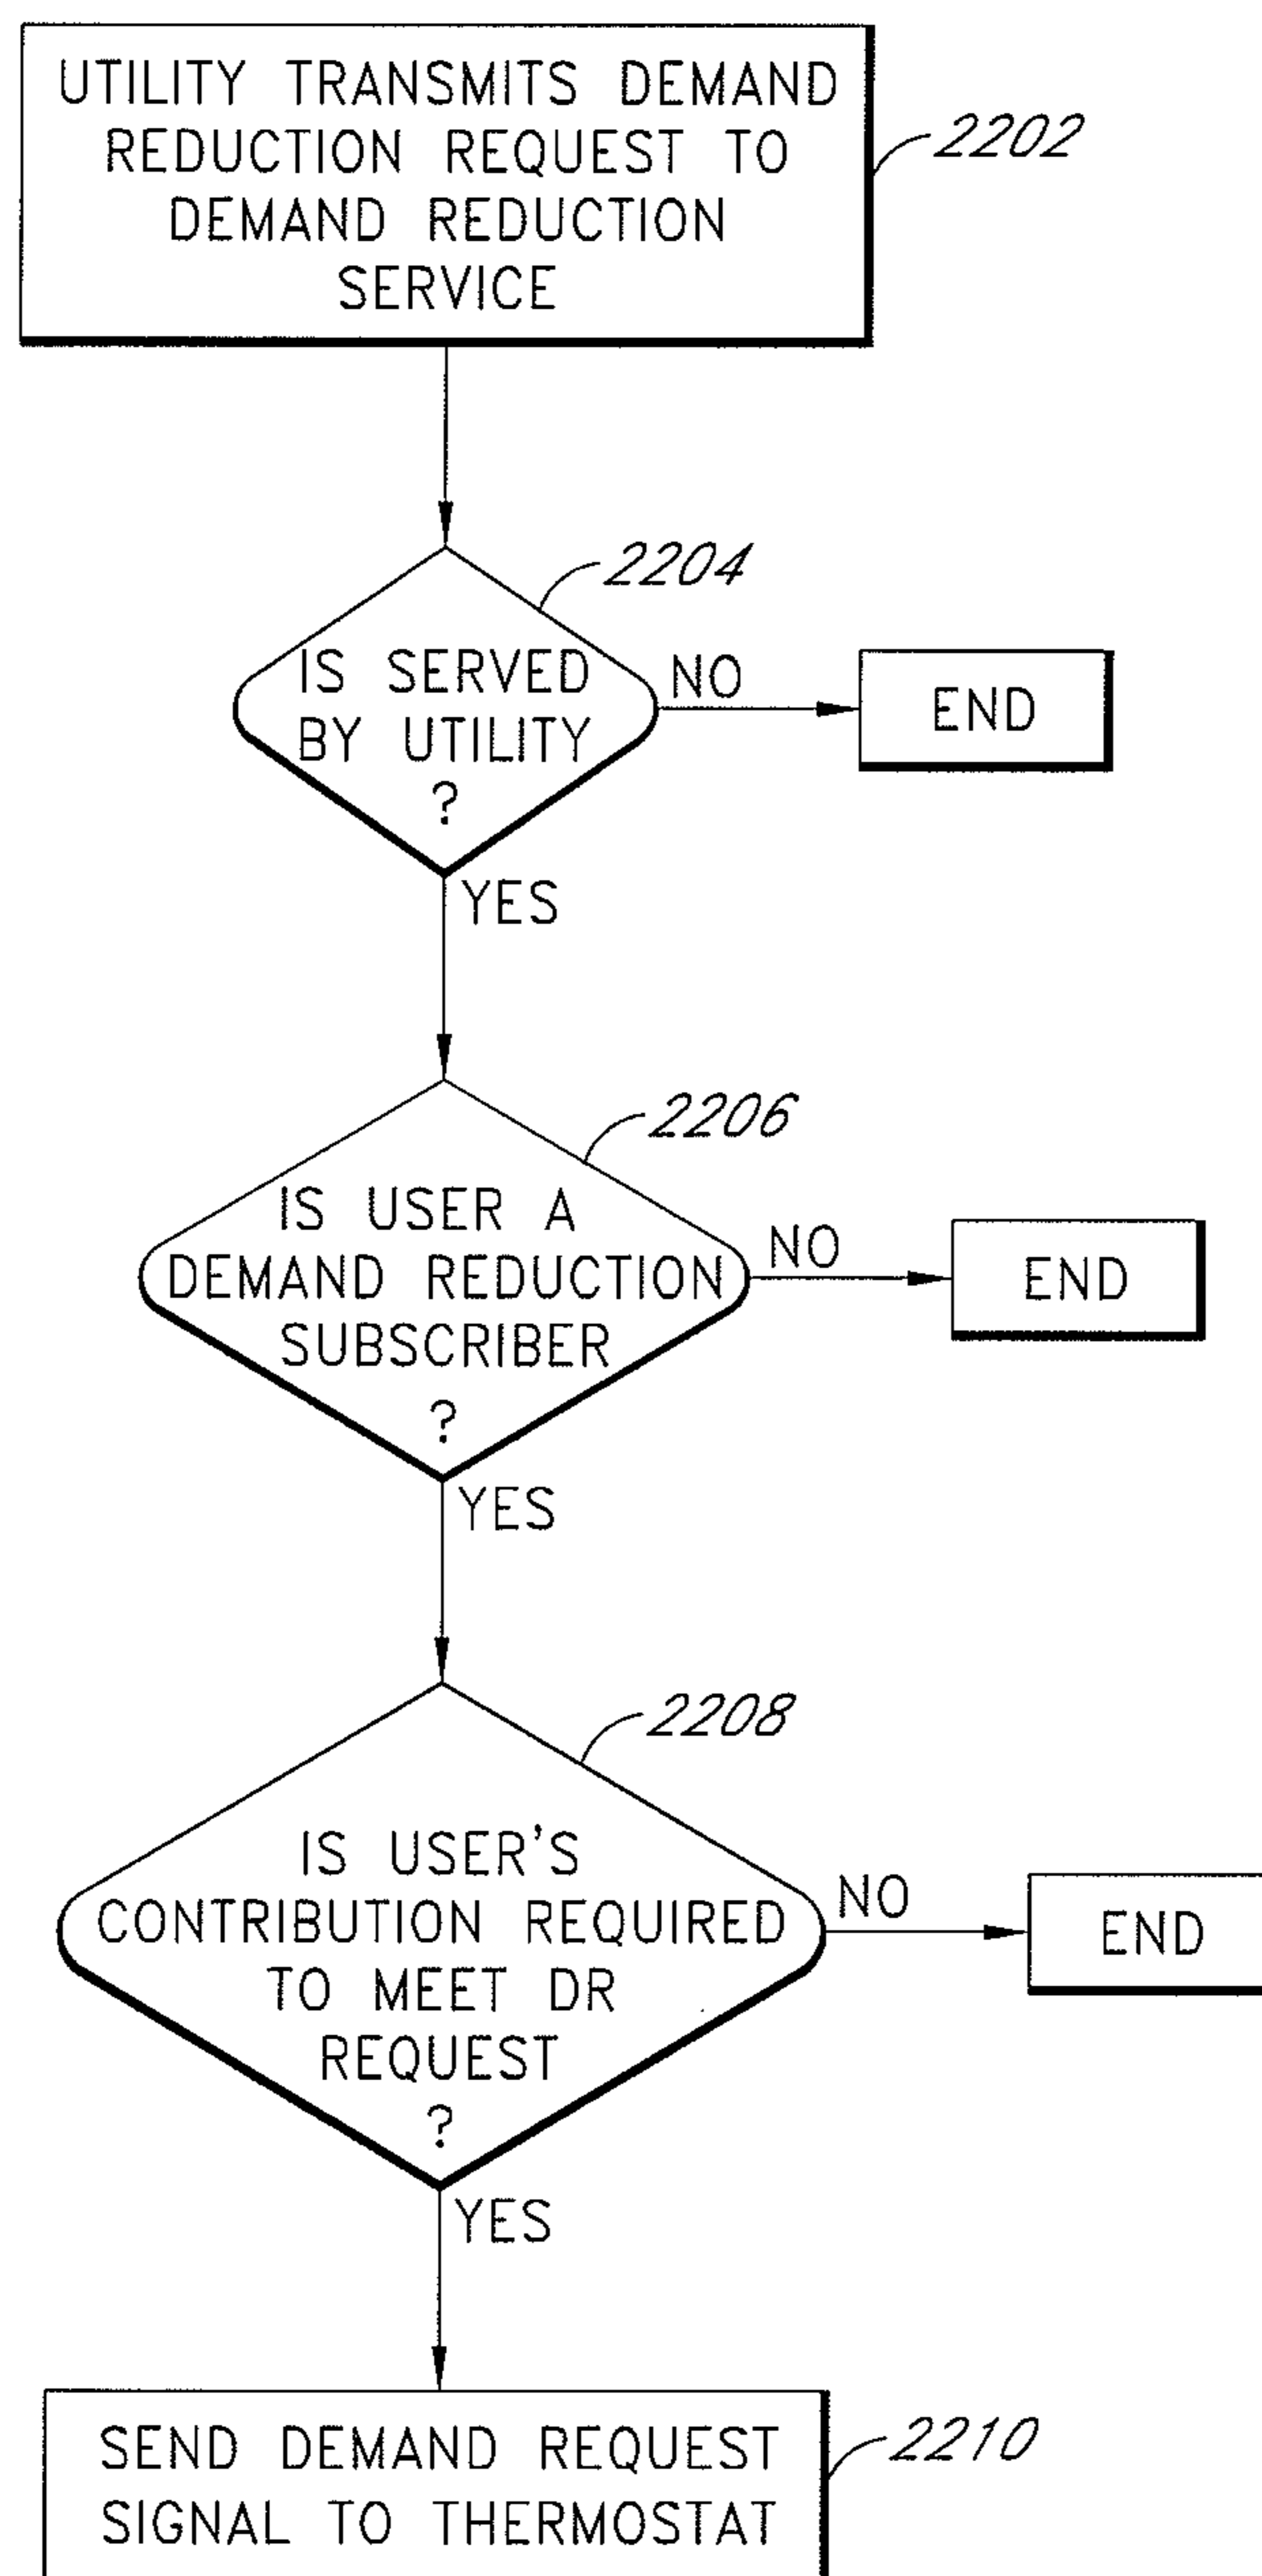 UTILITY TRANSMITS DEMAND
REDUCTION REQUEST TO
DEMAND REDUCTION
SERVICE
2202
2204
IS SERVED
BY UTILITY
?
NO
END
YES
2206
IS USER A
DEMAND REDUCTION
SUBSCRIBER
?
NO
END
YES
2208
IS USER'S
CONTRIBUTION REQUIRED
TO MEET DR
REQUEST
?
NO
END
YES
SEND DEMAND REQUEST
SIGNAL TO THERMOSTAT
2210